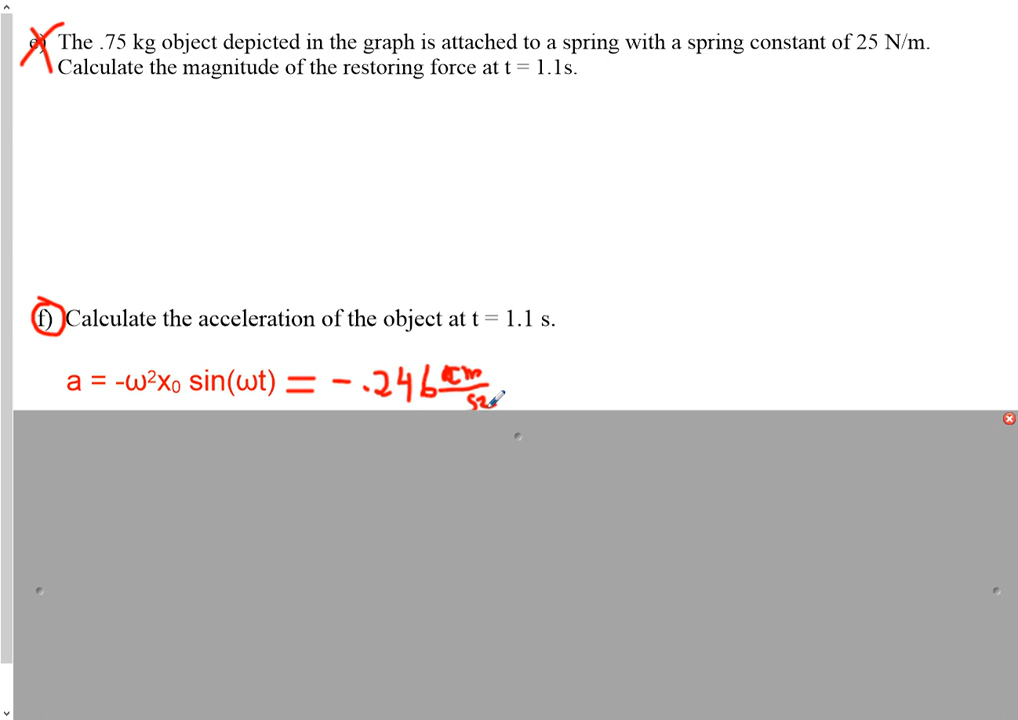 e) The .75 kg object depicted in the graph is attached to a spring with a spring constant of 25 N/m.
Calculate the magnitude of the restoring force at t = 1.1s.
f) Calculate the acceleration of the object at t = 1.1 s.
a = -ω²x₀ sin(ωt) = -.246 cm/s2